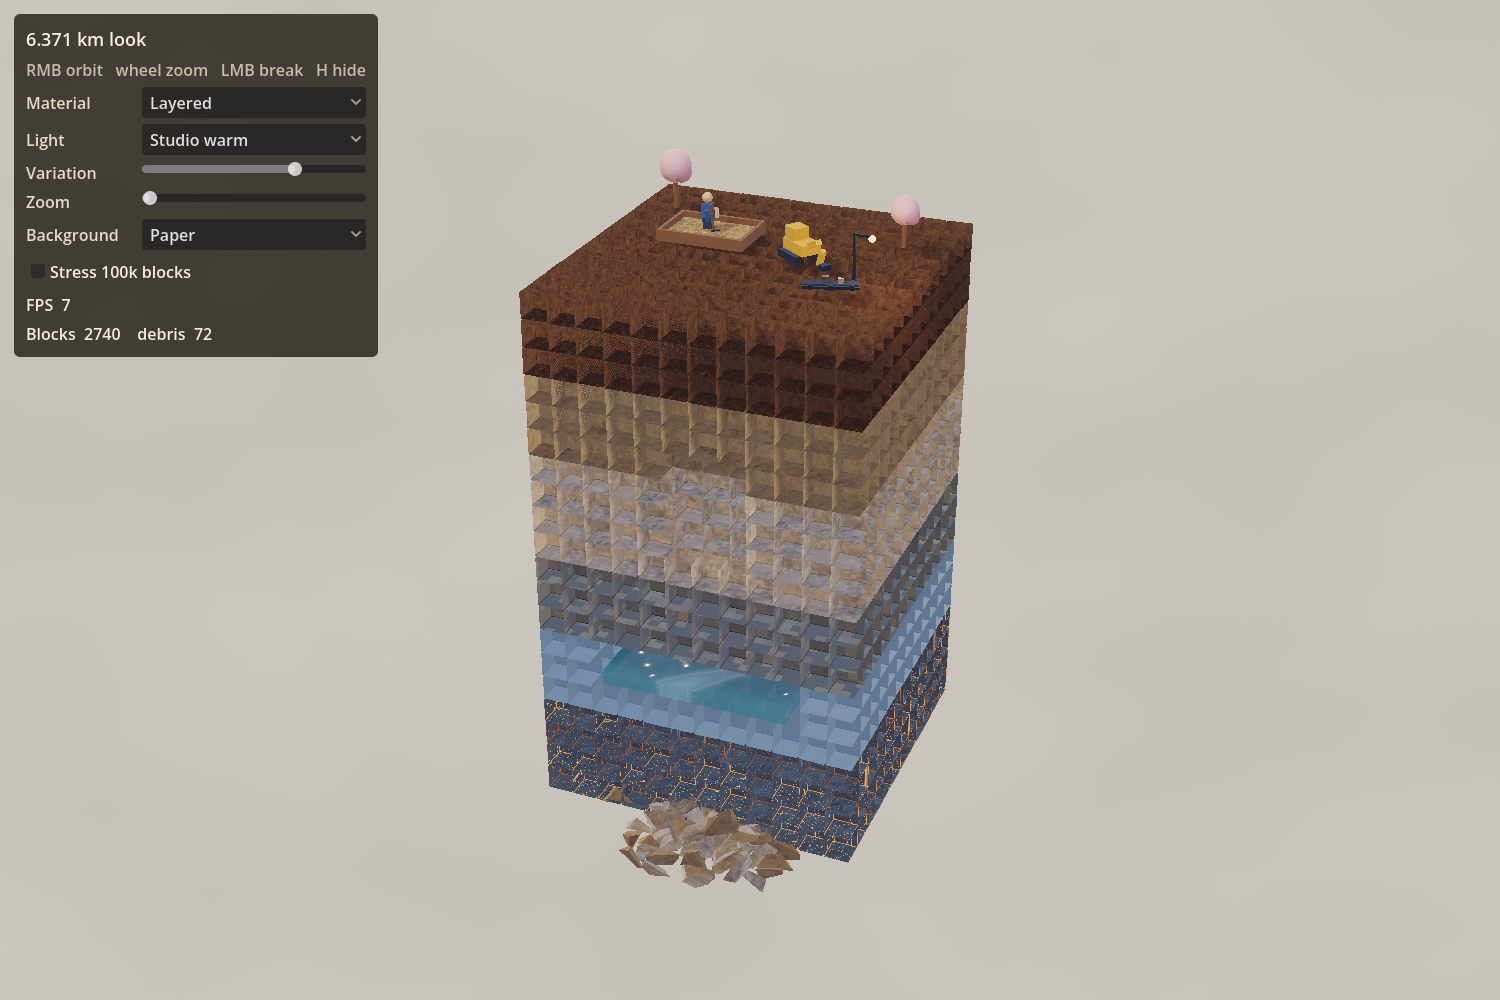 6.371 km look
RMB orbit wheel zoom LMB break H hide
Material Layered
Light Studio warm
Variation
Zoom
Background Paper
Stress 100k blocks
FPS 7
Blocks 2740 debris 72